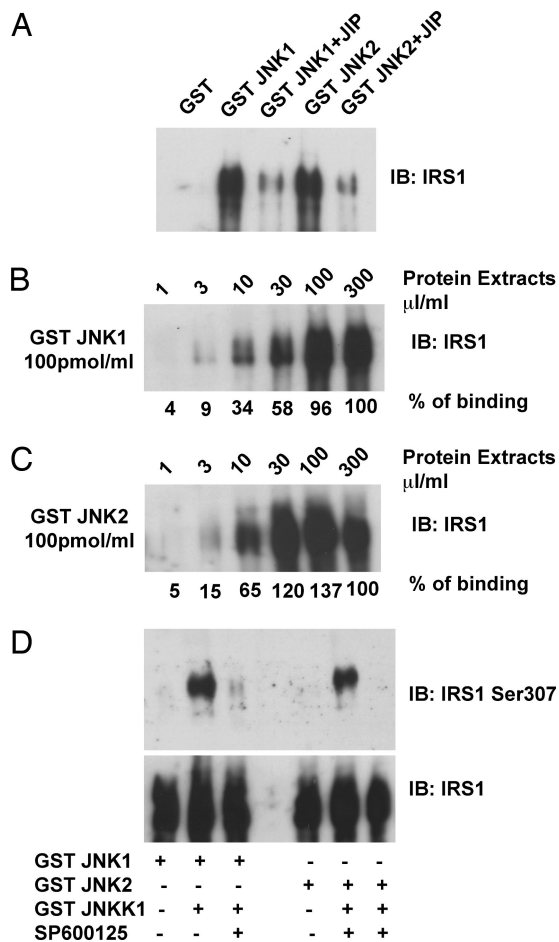 A
GST
GST JNK1
GST JNK1+JIP
GST JNK2
GST JNK2+JIP
IB: IRS1
B
1 3 10 30 100 300
Protein Extracts
µl/ml
GST JNK1
100pmol/ml
IB: IRS1
4 9 34 58 96 100
% of binding
C
1 3 10 30 100 300
Protein Extracts
µl/ml
GST JNK2
100pmol/ml
IB: IRS1
5 15 65 120 137 100
% of binding
D
IB: IRS1 Ser307
IB: IRS1
GST JNK1 + + + - - -
GST JNK2 - - - + + +
GST JNKK1 - + + - + +
SP600125 - - + - + +